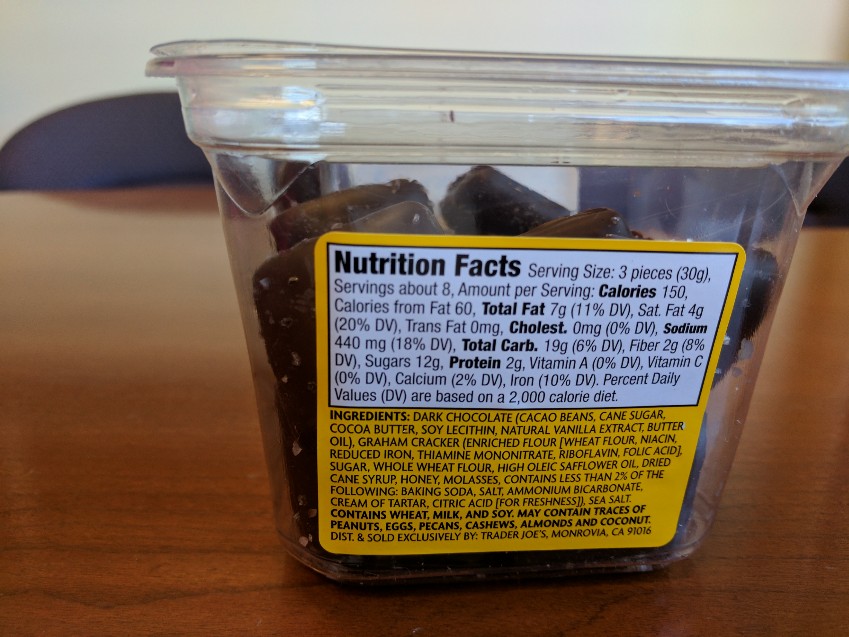 Nutrition Facts Serving Size: 3 pieces (30g),
Servings about 8, Amount per Serving: Calories 150,
Calories from Fat 60, Total Fat 7g (11% DV), Sat. Fat 4g
(20% DV), Trans Fat 0mg, Cholest. 0mg (0% DV), Sodium
440 mg (18% DV), Total Carb. 19g (6% DV), Fiber 2g (8%
DV), Sugars 12g, Protein 2g, Vitamin A (0% DV), Vitamin C
(0% DV), Calcium (2% DV), Iron (10% DV). Percent Daily
Values (DV) are based on a 2,000 calorie diet.
INGREDIENTS: DARK CHOCOLATE (CACAO BEANS, CANE SUGAR,
COCOA BUTTER, SOY LECITHIN, NATURAL VANILLA EXTRACT, BUTTER
OIL), GRAHAM CRACKER (ENRICHED FLOUR [WHEAT FLOUR, NIACIN,
REDUCED IRON, THIAMINE MONONITRATE, RIBOFLAVIN, FOLIC ACID],
SUGAR, WHOLE WHEAT FLOUR, HIGH OLEIC SAFFLOWER OIL, DRIED
CANE SYRUP, HONEY, MOLASSES, CONTAINS LESS THAN 2% OF THE
FOLLOWING: BAKING SODA, SALT, AMMONIUM BICARBONATE,
CREAM OF TARTAR, CITRIC ACID [FOR FRESHNESS]), SEA SALT.
CONTAINS WHEAT, MILK, AND SOY. MAY CONTAIN TRACES OF
PEANUTS, EGGS, PECANS, CASHEWS, ALMONDS AND COCONUT.
DIST. & SOLD EXCLUSIVELY BY: TRADER JOE'S, MONROVIA, CA 91016